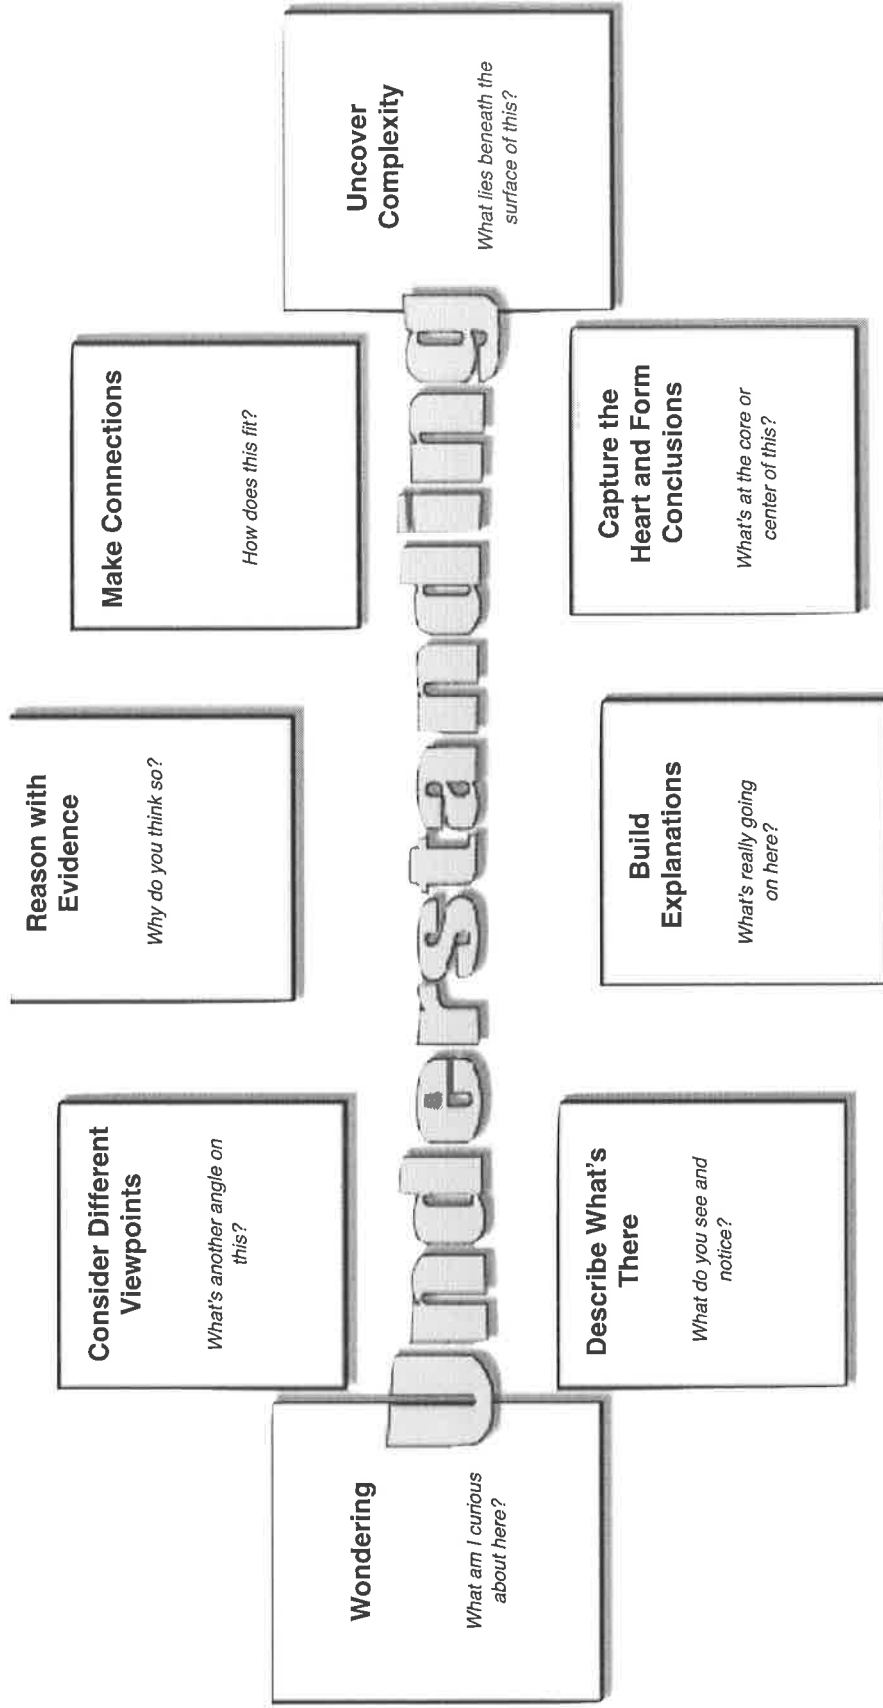 Consider Different
Viewpoints
What's another angle on
this?
Reason with
Evidence
Why do you think so?
Make Connections
How does this fit?
Wondering
What am I curious
about here?
Understanding
Uncover
Complexity
What lies beneath the
surface of this?
Describe What's
There
What do you see and
notice?
Build
Explanations
What's really going
on here?
Capture the
Heart and Form
Conclusions
What's at the core or
center of this?